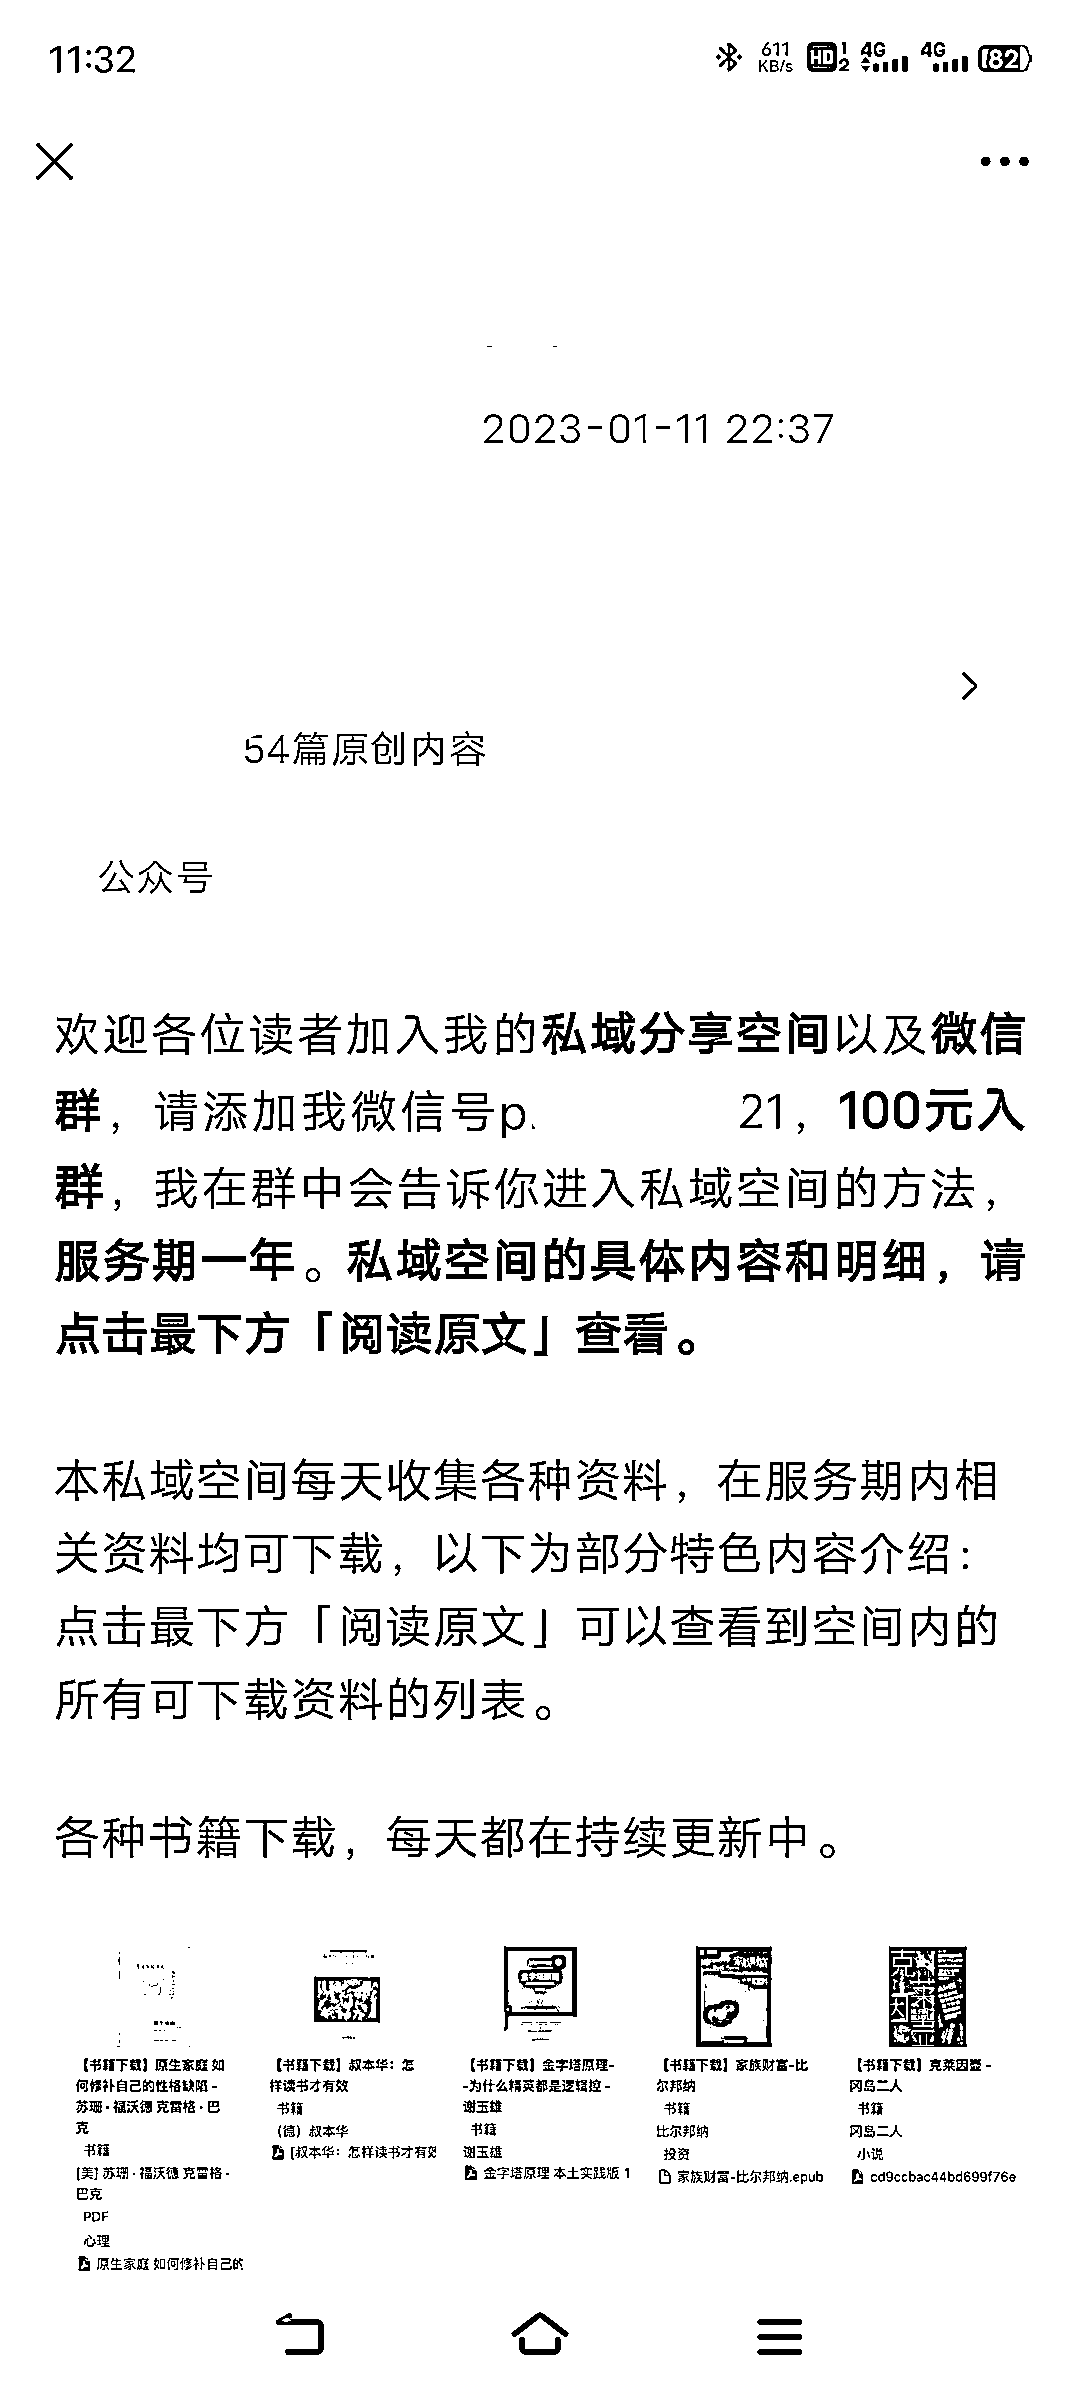 11:32
611
KB/s
HD 1
2
4G
4G
82
2023-01-11 22:37
54篇原创内容
公众号
欢迎各位读者加入我的私域分享空间以及微信
群，请添加我微信号p. 21，100元入
群，我在群中会告诉你进入私域空间的方法，
服务期一年。私域空间的具体内容和明细，请
点击最下方「阅读原文」查看。
本私域空间每天收集各种资料，在服务期内相
关资料均可下载，以下为部分特色内容介绍：
点击最下方「阅读原文」可以查看到空间内的
所有可下载资料的列表。
各种书籍下载，每天都在持续更新中。
【书籍下载】原生家庭 如
何修补自己的性格缺陷 -
苏珊·福沃德 克雷格·巴
克
书籍
[美] 苏珊·福沃德 克雷格·
巴克
PDF
心理
原生家庭 如何修补自己的
【书籍下载】叔本华：怎
样读书才有效
书籍
(德）叔本华
[叔本华：怎样读书才有效
【书籍下载】金字塔原理-
-为什么精英都是逻辑控 -
谢玉雄
书籍
谢玉雄
金字塔原理 本土实践版 1
【书籍下载】家族财富-比
尔邦纳
书籍
比尔邦纳
投资
家族财富-比尔邦纳.epub
【书籍下载】克莱因壶 -
冈岛二人
书籍
冈岛二人
小说
cd9ccbac44bd699f76e